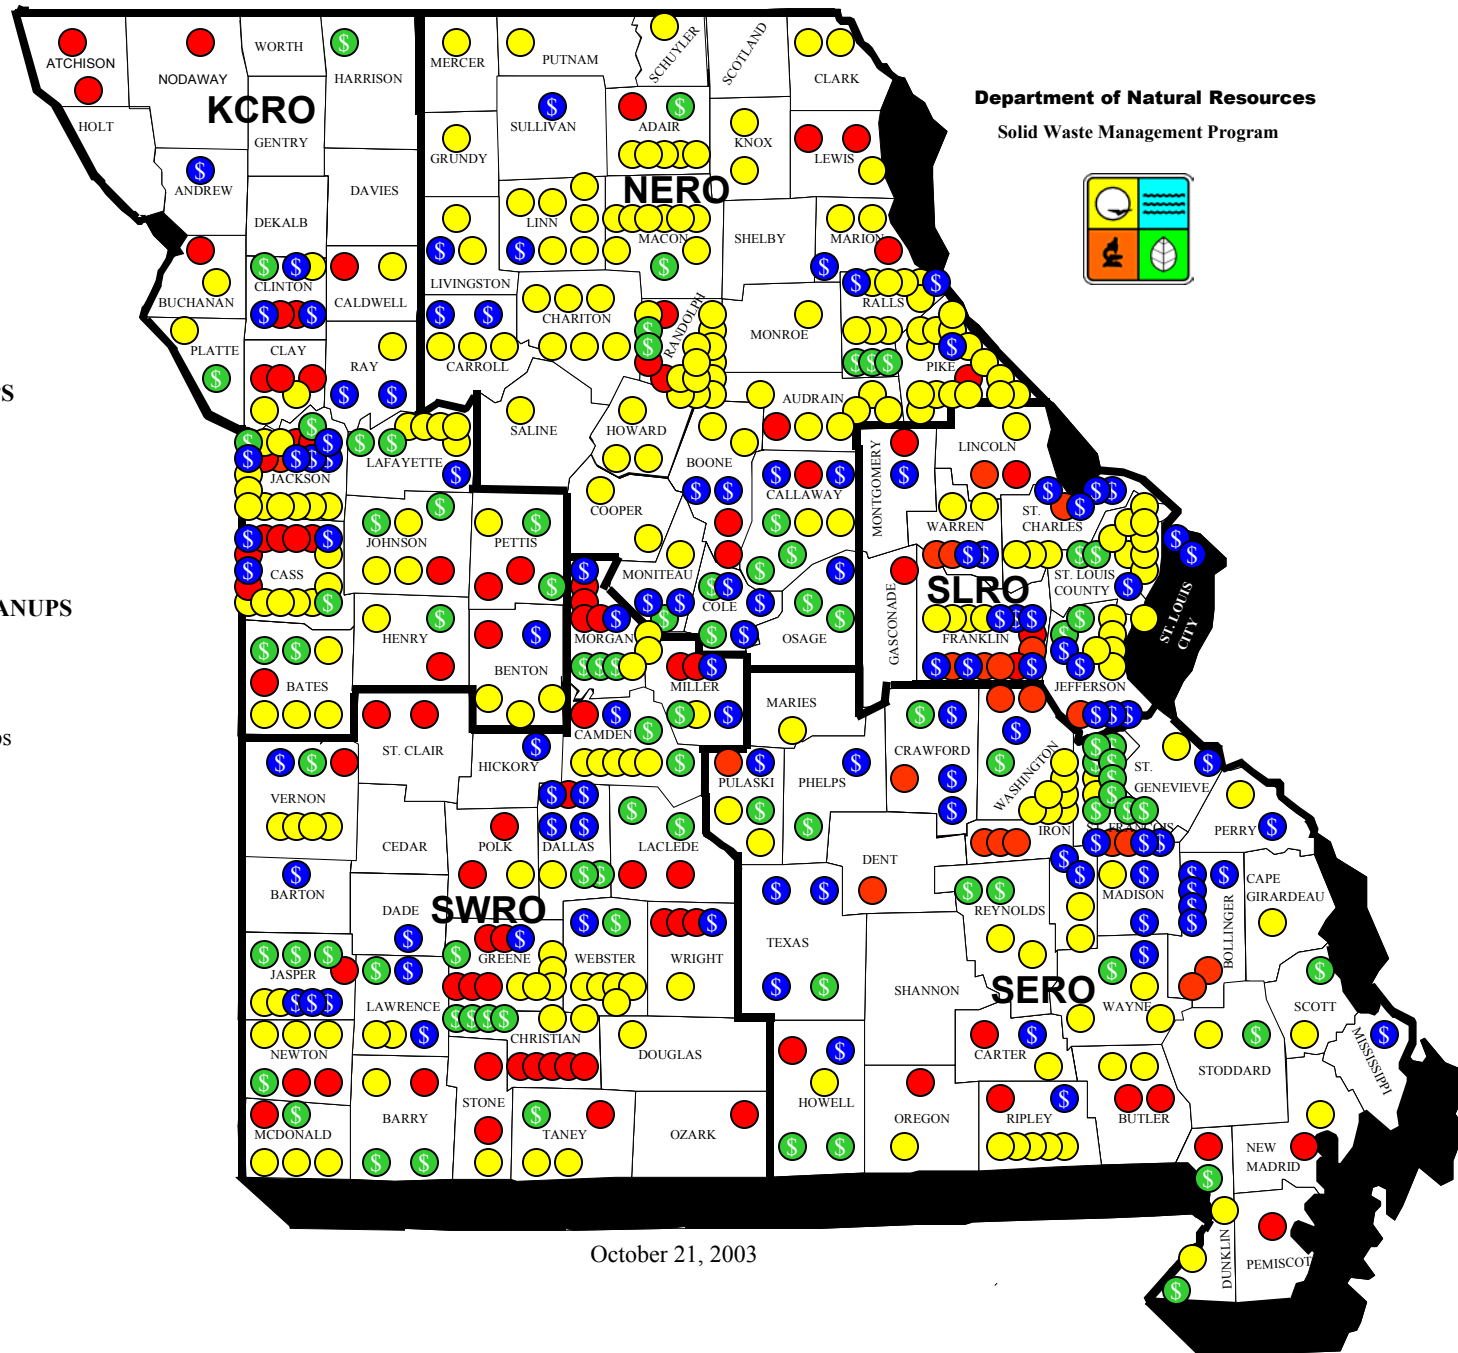 Department of Natural Resources
Solid Waste Management Program
ATCHISON
NODAWAY
WORTH
HARRISON
MERCER
PUTNAM
SCHUYLER
SCOTLAND
CLARK
KCRO
HOLT
GENTRY
SULLIVAN
ADAIR
KNOX
LEWIS
GRUNDY
ANDREW
DAVIES
NERO
DEKALB
LINN
MACON
SHELBY
MARION
BUCHANAN
CLINTON
CALDWELL
LIVINGSTON
CHARITON
RANDOLPH
MONROE
RALLS
PLATTE
CLAY
RAY
CARROLL
PIKE
S
SALINE
HOWARD
AUDRAIN
LAFAYETTE
JACKSON
BOONE
CALLAWAY
MONTGOMERY
LINCOLN
COOPER
WARREN
ST.
CHARLES
JOHNSON
PETTIS
CASS
MONITEAU
COLE
OSAGE
GASCONADE
SLRO
ST. LOUIS
COUNTY
ST. LOUIS
CITY
ANUPS
HENRY
BENTON
MORGAN
FRANKLIN
BATES
MILLER
JEFFERSON
MARIES
ps
ST. CLAIR
HICKORY
CAMDEN
CRAWFORD
WASHINGTON
ST.
GENEVIEVE
VERNON
PULASKI
PHELPS
IRON
PERRY
CEDAR
POLK
DALLAS
LACLEDE
DENT
BARTON
DADE
SWRO
REYNOLDS
MADISON
BOLLINGER
CAPE
GIRARDEAU
JASPER
GREENE
WEBSTER
WRIGHT
TEXAS
SHANNON
SERO
WAYNE
SCOTT
LAWRENCE
CHRISTIAN
DOUGLAS
CARTER
MISSISSIPPI
NEWTON
STODDARD
STONE
BARRY
TANEY
OZARK
HOWELL
OREGON
RIPLEY
BUTLER
MCDONALD
NEW
MADRID
DUNKLIN
PEMISCOT
October 21, 2003